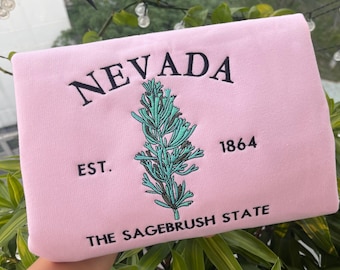 NEVADA
EST. 1864
THE SAGEBRUSH STATE